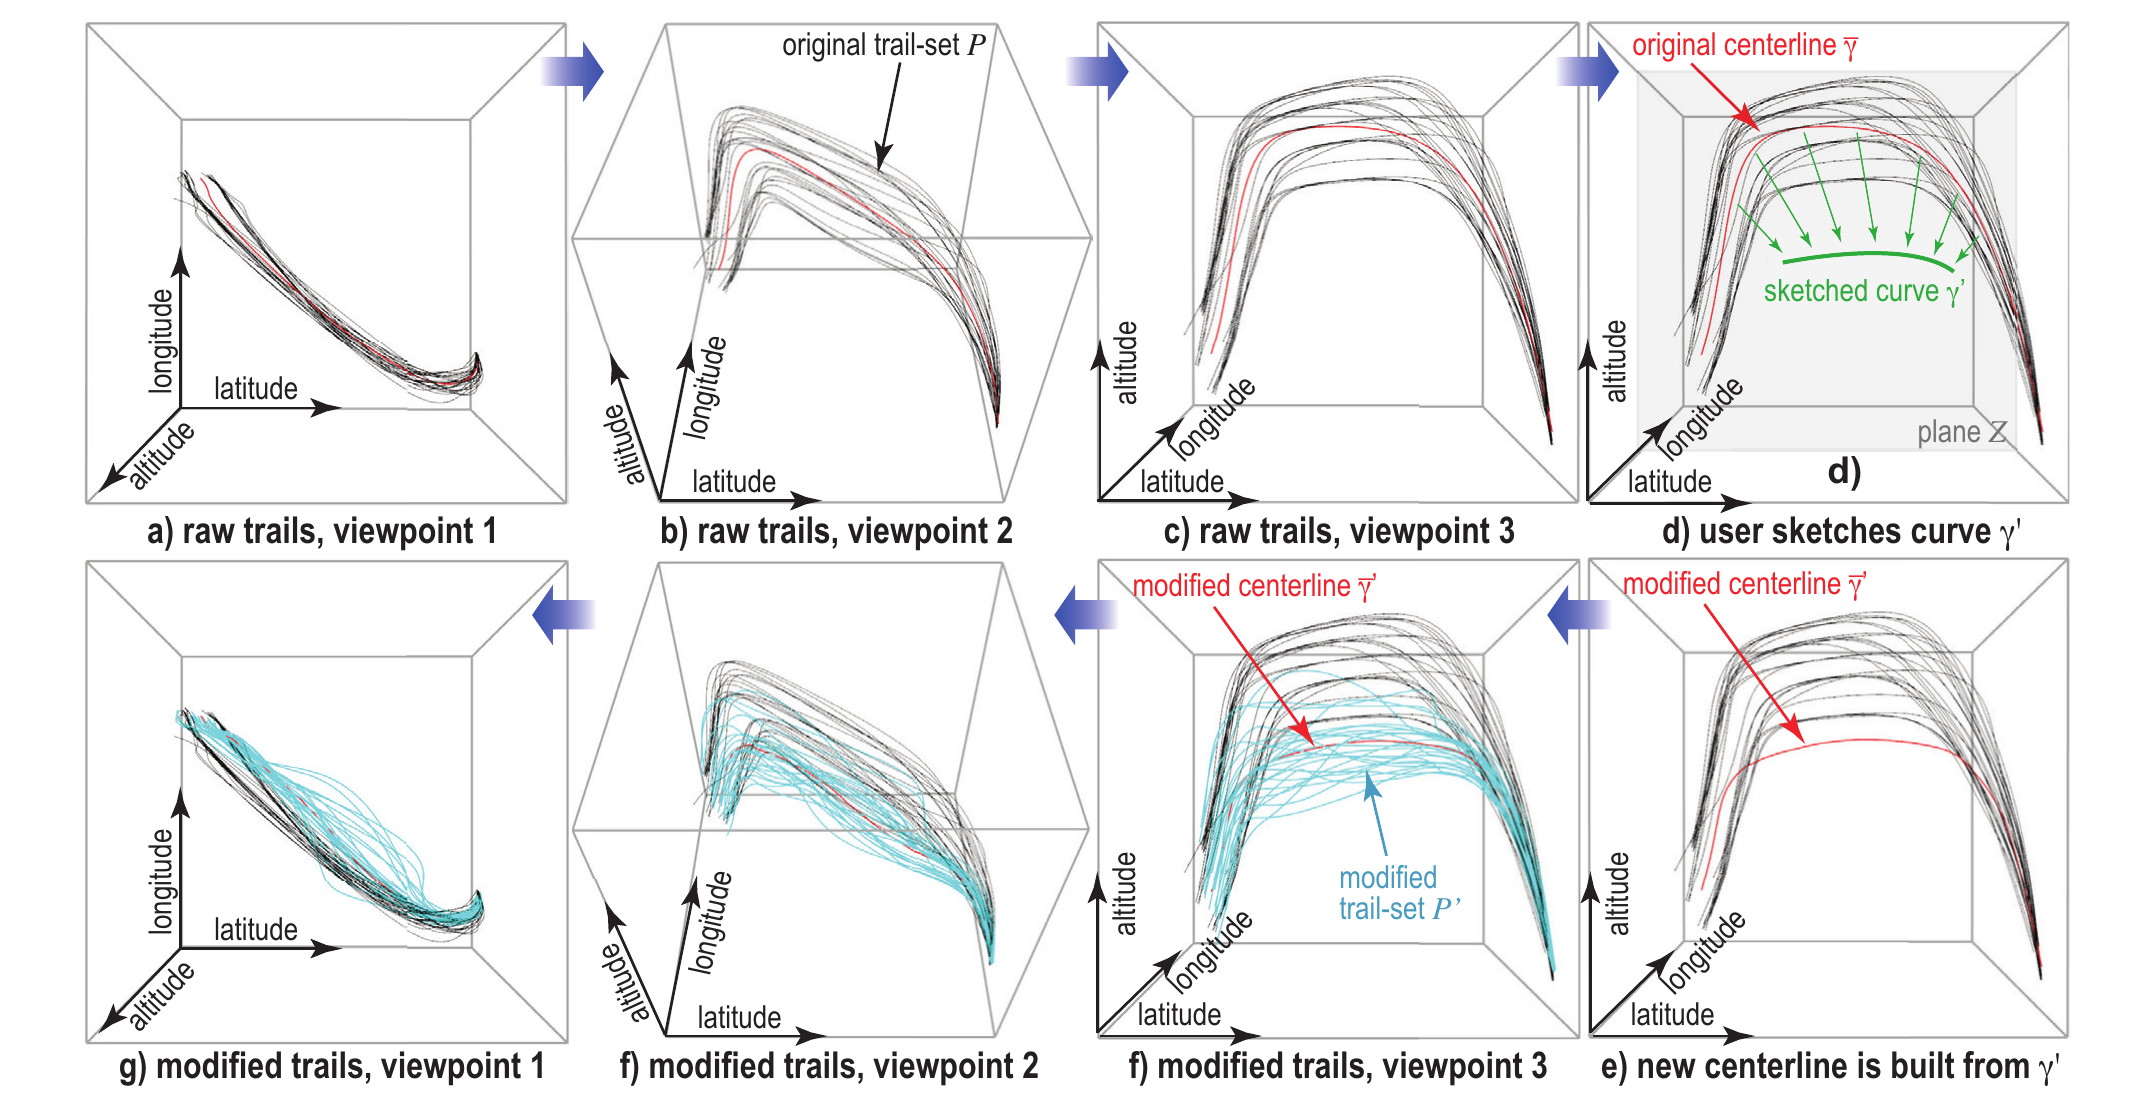 original trail-set P
original centerline γ̅
sketched curve γ'
plane Z
d)
longitude
latitude
altitude
altitude
longitude
latitude
altitude
longitude
latitude
altitude
longitude
latitude
a) raw trails, viewpoint 1
b) raw trails, viewpoint 2
c) raw trails, viewpoint 3
d) user sketches curve γ'
modified centerline γ̅'
modified centerline γ̅'
modified
trail-set P'
longitude
latitude
altitude
altitude
longitude
latitude
altitude
longitude
latitude
altitude
longitude
latitude
g) modified trails, viewpoint 1
f) modified trails, viewpoint 2
f) modified trails, viewpoint 3
e) new centerline is built from γ'